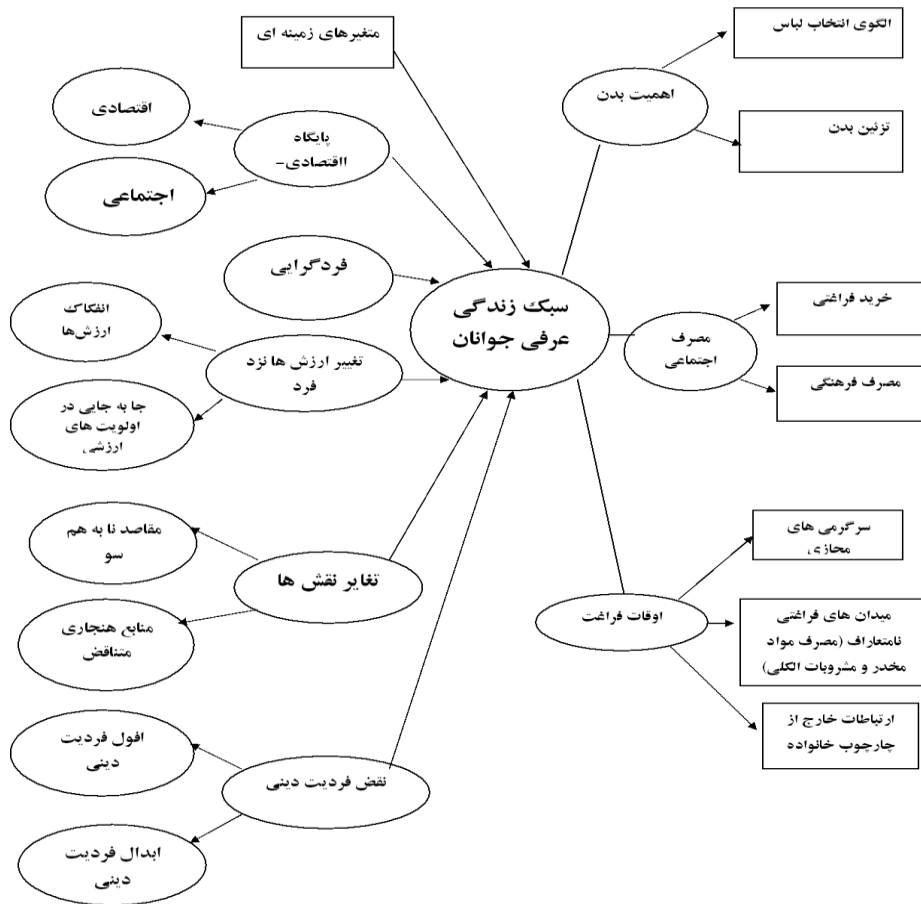 متغیرهای زمینه ای
الگوی انتخاب لباس
اهمیت بدن
تزئین بدن
اقتصادی
پایگاه
ااقتصادی-
اجتماعی
فردگرایی
سبک زندگی
عرفی جوانان
خرید فراغتی
مصرف
اجتماعی
مصرف فرهنگی
انفکاک
ارزش‌ها
تغییر ارزش ها نزد
فرد
جا به جایی در
اولویت های
ارزشی
مقاصد نا به هم
سو
تغایر نقش ها
منابع هنجاری
متناقض
سرگرمی های
مجازی
اوقات فراغت
میدان های فراغتی
نامتعاراف (مصرف مواد
مخدر و مشروبات الکلی)
ارتباطات خارج از
چارچوب خانواده
افول فردیت
دینی
نقض فردیت دینی
ابدال فردیت
دینی